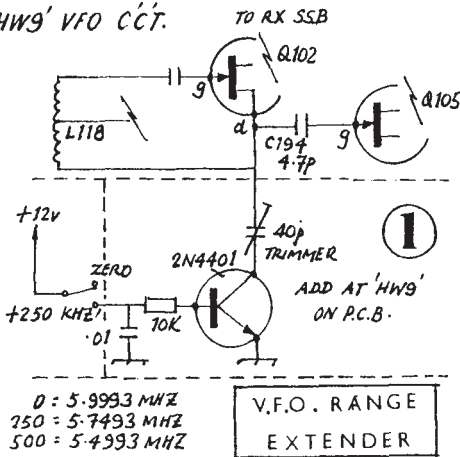 'HW9' VFO C'C'T.
TO RX SSB
Q102
g
d
Q105
g
L118
C194
4.7p
+12v
ZERO
+250 KHZ'
.01
10K
2N4401
40p
TRIMMER
1
ADD AT 'HW9'
ON P.C.B.
0 = 5.9993 MHZ
250 = 5.7493 MHZ
500 = 5.4993 MHZ
V.F.O. RANGE
EXTENDER